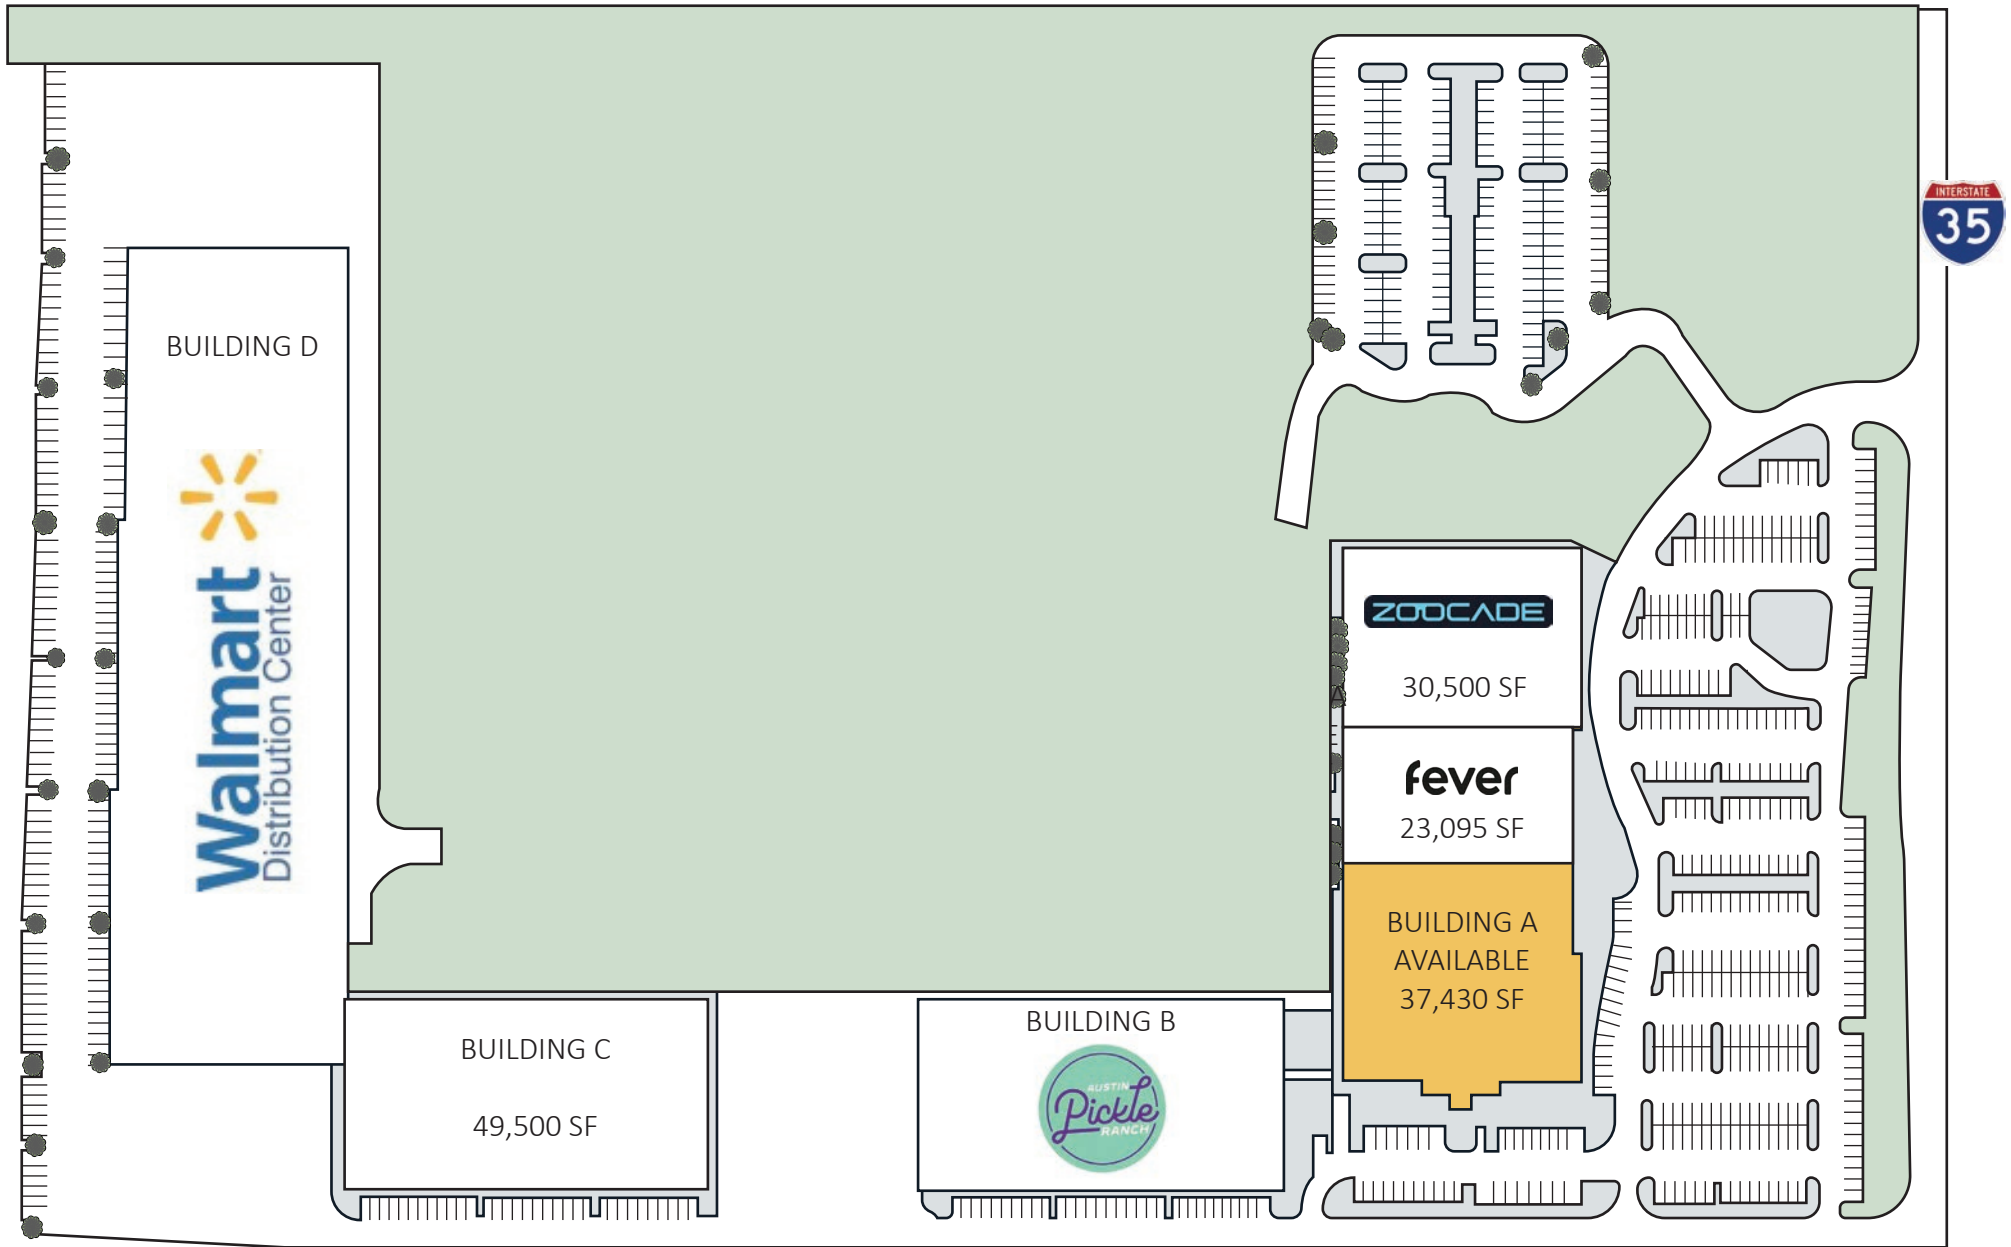 INTERSTATE
35
BUILDING D
Walmart
Distribution Center
ZOOCADE
30,500 SF
A
fever
23,095 SF
BUILDING A
AVAILABLE
37,430 SF
BUILDING C
49,500 SF
BUILDING B
AUSTIN
Pickle
RANCH